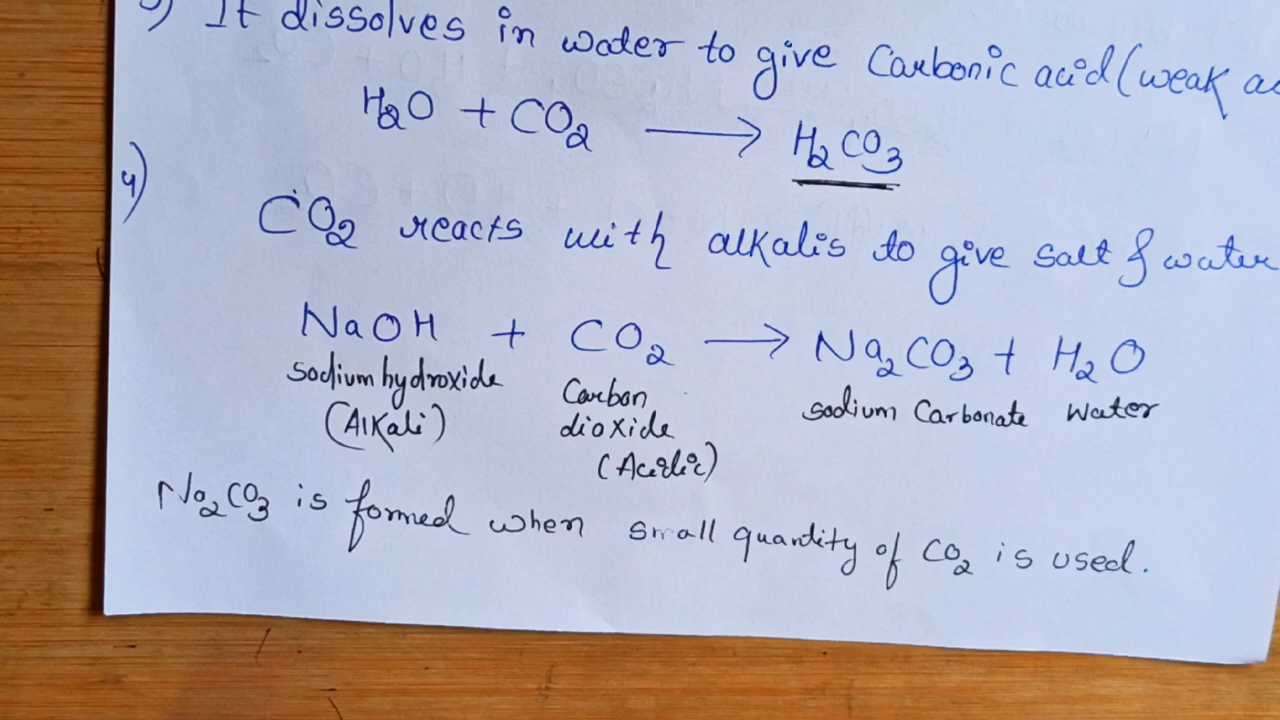 3) It dissolves in water to give Carbonic acid (weak ac
H₂O + CO₂ ⟶ H₂CO₃
4)
CO₂ reacts with alkalis to give salt & water
NaOH + CO₂ ⟶ Na₂CO₃ + H₂O
sodium hydroxide Carbon sodium Carbonate Water
(Alkali) dioxide
(Acidic)
Na₂CO₃ is formed when small quantity of CO₂ is used.